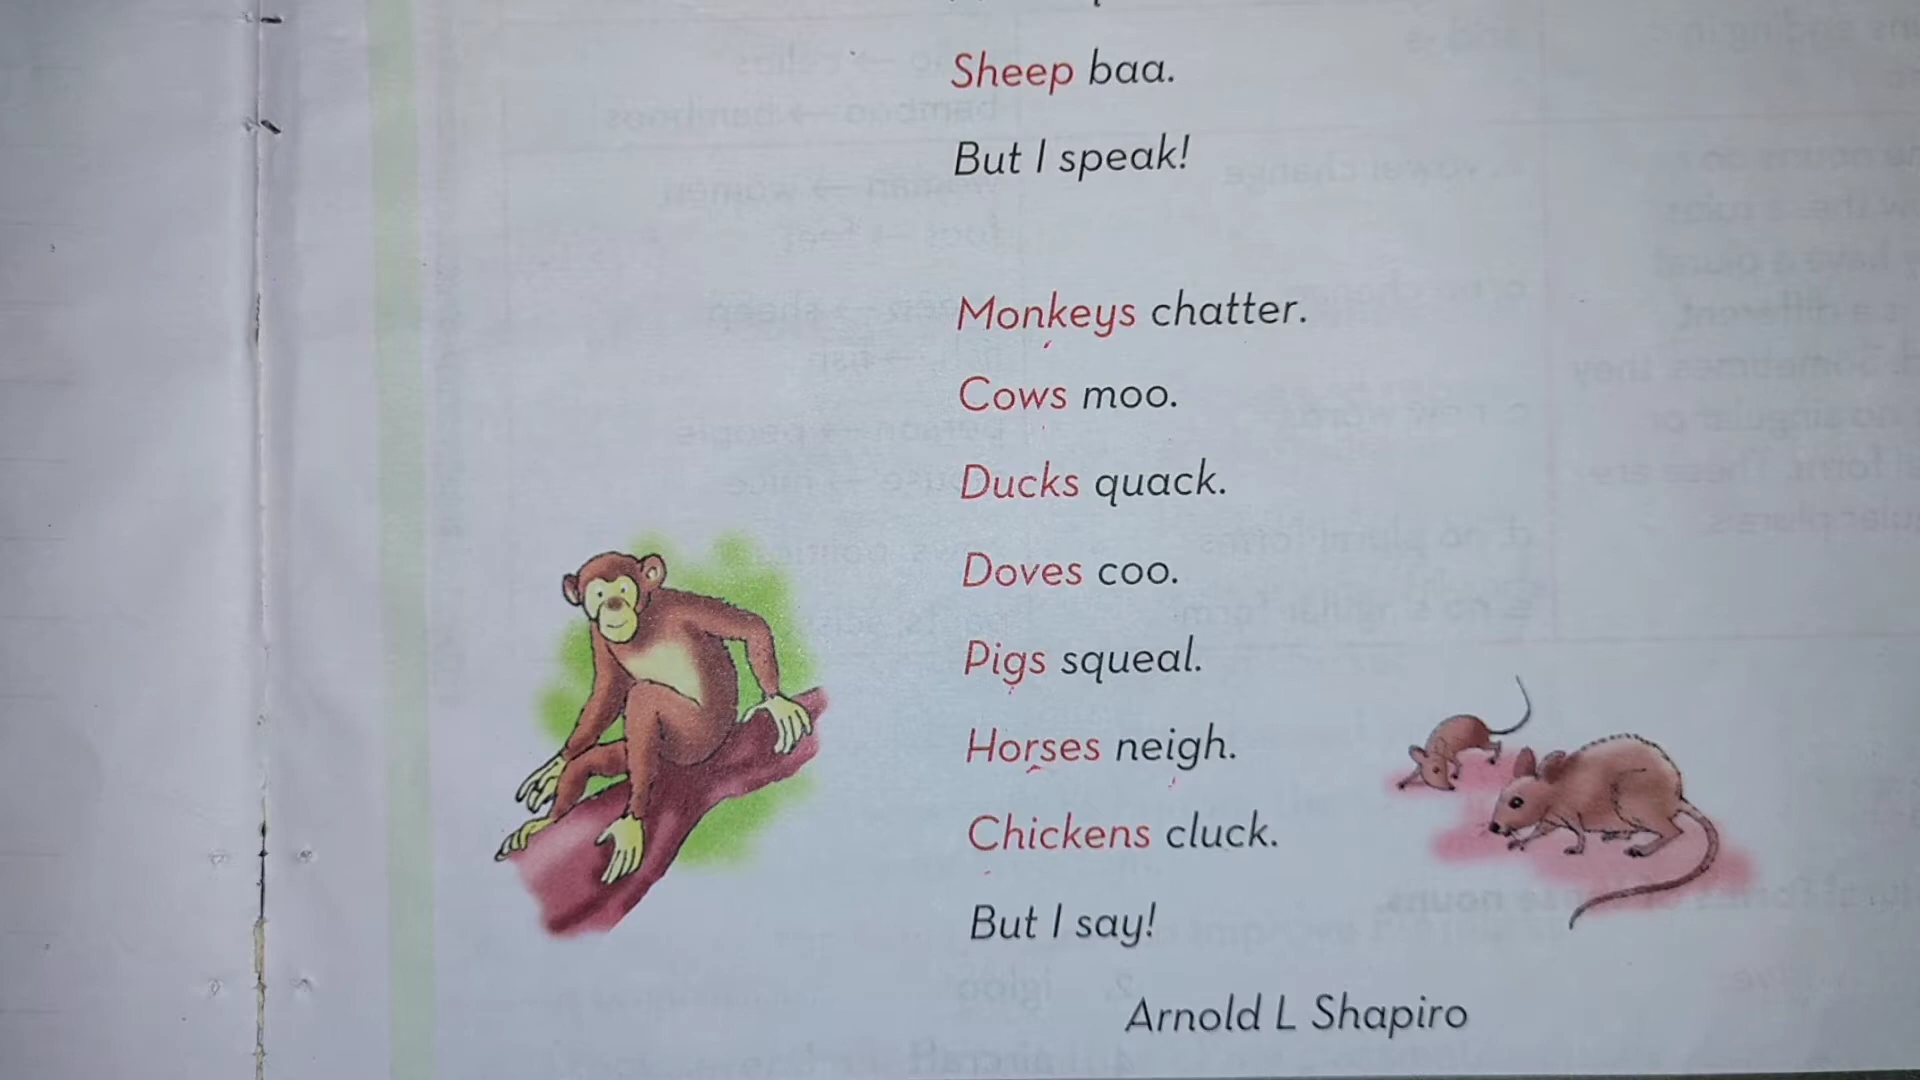 Sheep baa.
But I speak!
Monkeys chatter.
Cows moo.
Ducks quack.
Doves coo.
Pigs squeal.
Horses neigh.
Chickens cluck.
But I say!
Arnold L Shapiro